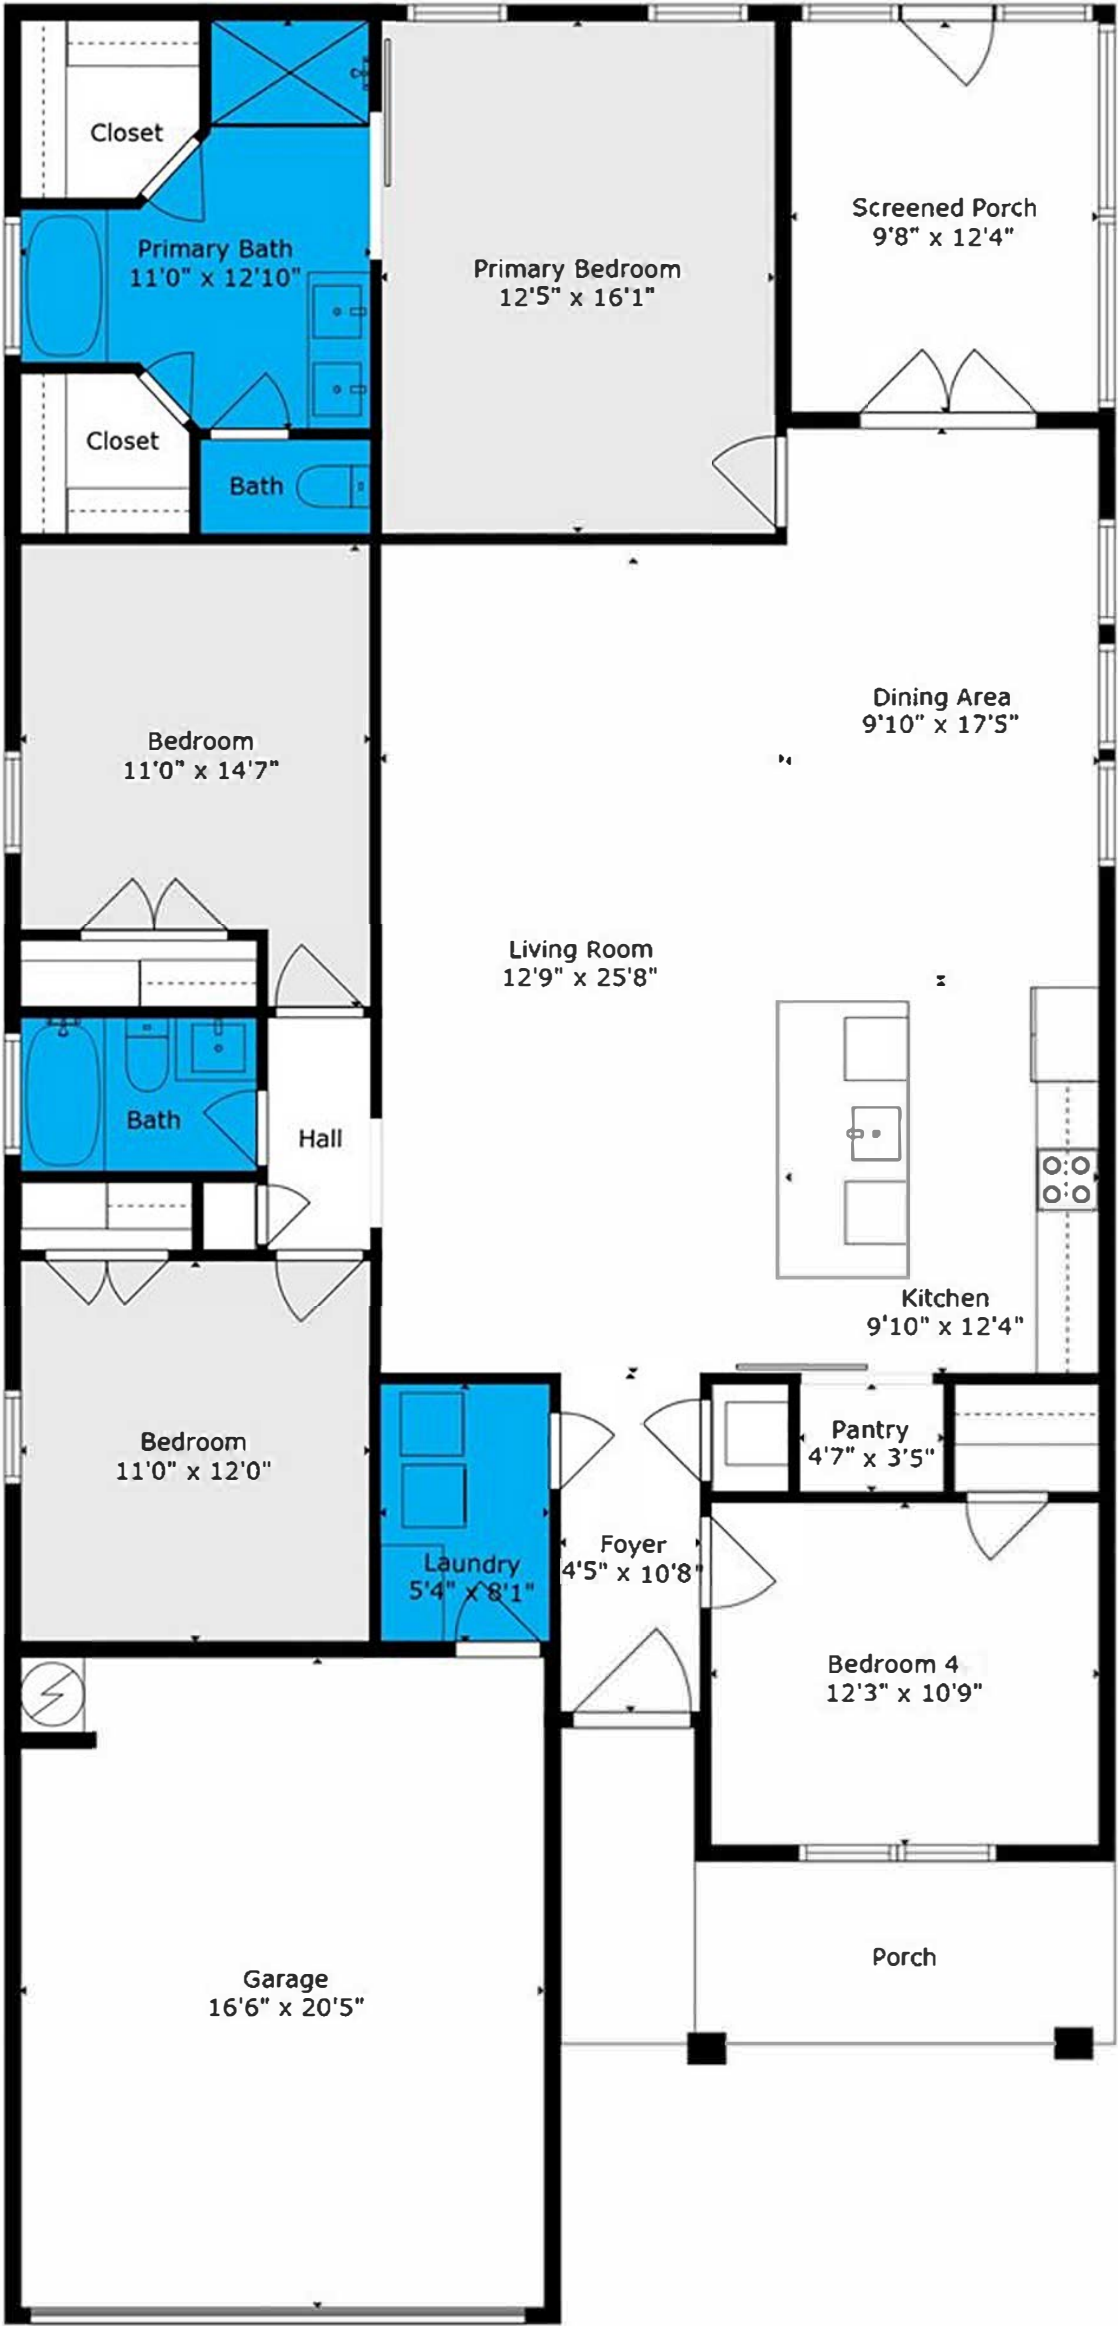 Closet
Primary Bath
11'0" x 12'10"
Primary Bedroom
12'5" x 16'1"
Screened Porch
9'8" x 12'4"
Closet
Bath
Bedroom
11'0" x 14'7"
Dining Area
9'10" x 17'5"
Living Room
12'9" x 25'8"
Bath
Hall
Kitchen
9'10" x 12'4"
Bedroom
11'0" x 12'0"
Pantry
4'7" x 3'5"
Laundry
5'4" x 8'1"
Foyer
4'5" x 10'8"
Bedroom 4
12'3" x 10'9"
Porch
Garage
16'6" x 20'5"